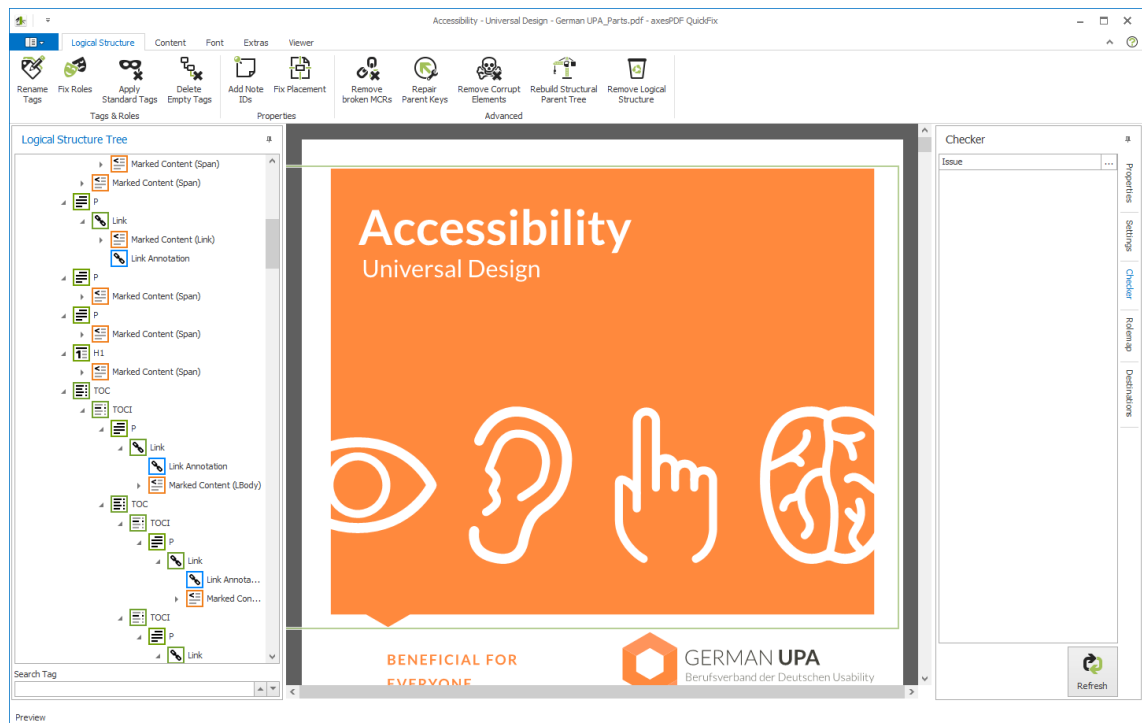 Accessibility - Universal Design - German UPA_Parts.pdf - axesPDF QuickFix
Logical Structure Content Font Extras Viewer
Rename Tags
Fix Roles
Apply Standard Tags
Delete Empty Tags
Add Note IDs
Fix Placement
Remove broken MCRs
Repair Parent Keys
Remove Corrupt Elements
Rebuild Structural Parent Tree
Remove Logical Structure
Tags & Roles
Properties
Advanced
Logical Structure Tree
Marked Content (Span)
Marked Content (Span)
P
Link
Marked Content (Link)
Link Annotation
P
Marked Content (Span)
P
Marked Content (Span)
H1
Marked Content (Span)
TOC
TOCI
P
Link
Link Annotation
Marked Content (LBody)
TOC
TOCI
P
Link
Link Annota...
Marked Con...
TOCI
P
Link
Search Tag
Preview
Accessibility
Universal Design
BENEFICIAL FOR
EVERYONE
GERMAN UPA
Berufsverband der Deutschen Usability
Checker
Issue
...
Refresh
Properties
Settings
Checker
Rolemap
Destinations